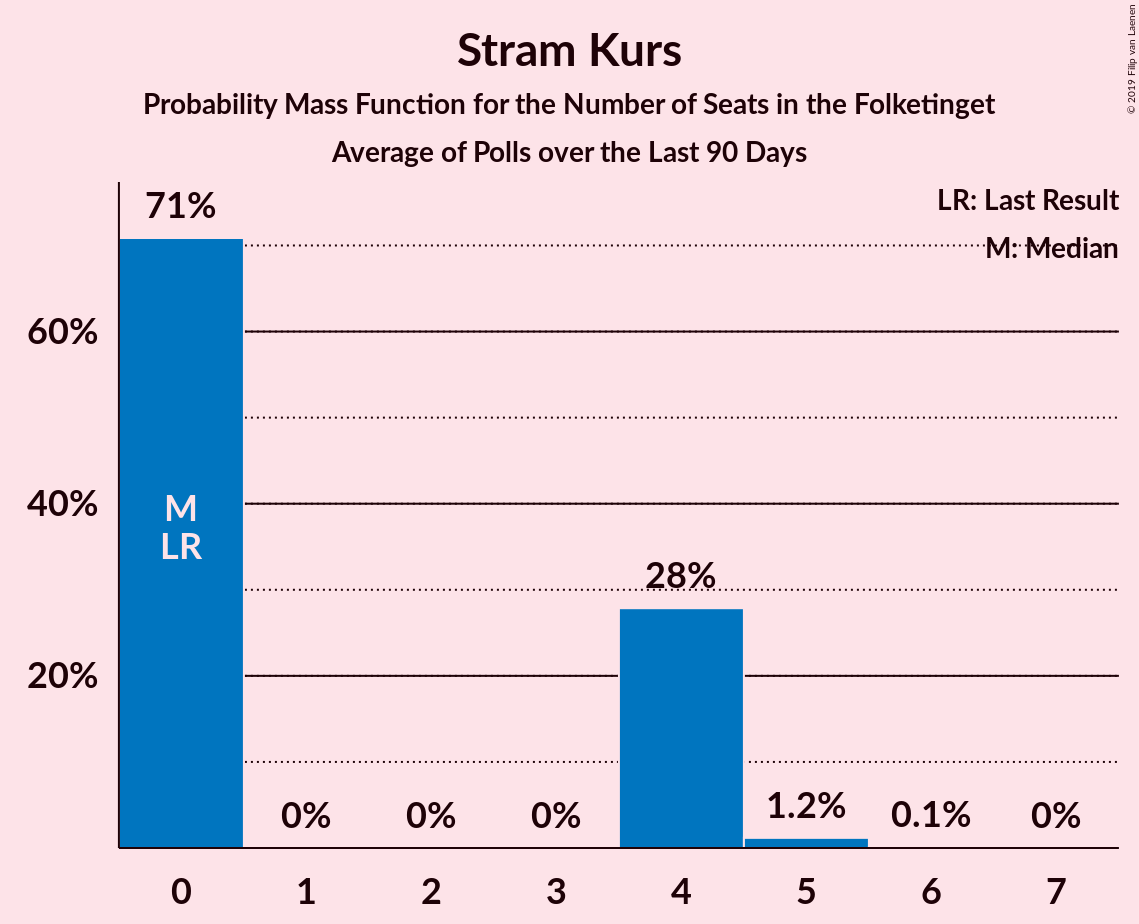 Stram Kurs
Probability Mass Function for the Number of Seats in the Folketinget
Average of Polls over the Last 90 Days
© 2019 Filip van Laenen
LR: Last Result
M: Median
71%
60%
40%
20%
M
LR
0%
0%
0%
28%
1.2%
0.1%
0%
0
1
2
3
4
5
6
7